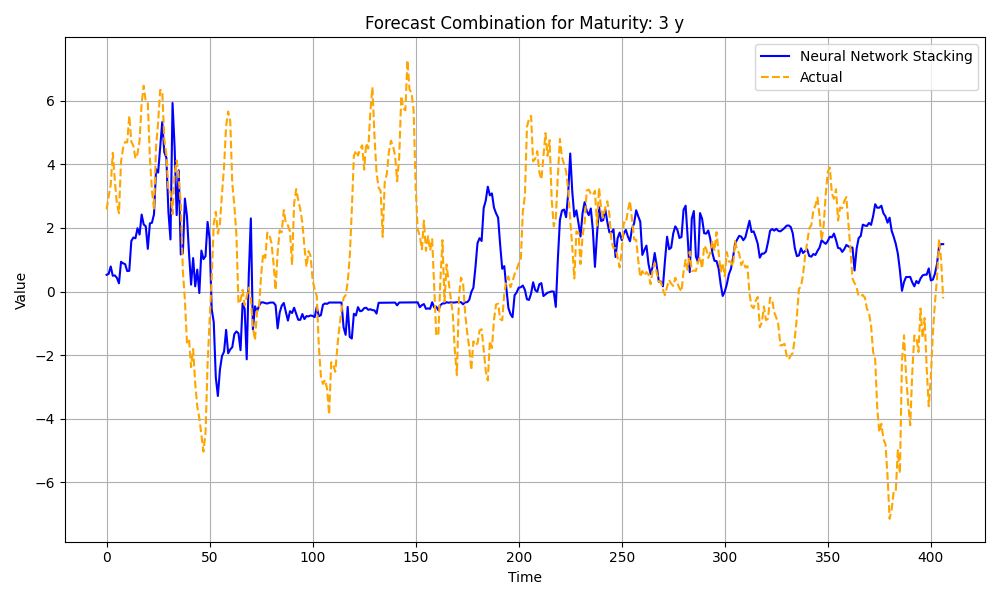 Forecast Combination for Maturity: 3 y
Neural Network Stacking
Actual
Value
6
4
2
0
−2
−4
−6
0 50 100 150 200 250 300 350 400
Time